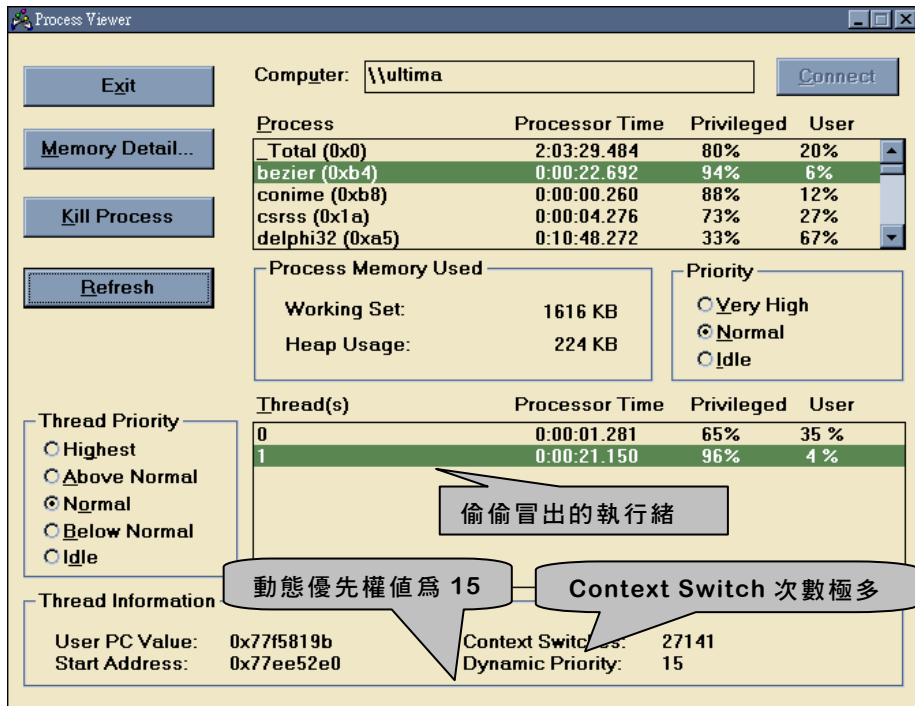 Process Viewer
Exit
Computer: \\ultima
Connect
Memory Detail...
Kill Process
Refresh
Process Processor Time Privileged User
_Total (0x0) 2:03:29.484 80% 20%
bezier (0xb4) 0:00:22.692 94% 6%
conime (0xb8) 0:00:00.260 88% 12%
csrss (0x1a) 0:00:04.276 73% 27%
delphi32 (0xa5) 0:10:48.272 33% 67%
Process Memory Used
Working Set: 1616 KB
Heap Usage: 224 KB
Priority
Very High
Normal
Idle
Thread Priority
Highest
Above Normal
Normal
Below Normal
Idle
Thread(s) Processor Time Privileged User
0 0:00:01.281 65% 35 %
1 0:00:21.150 96% 4 %
偷偷冒出的執行緒
動態優先權值爲 15
Context Switch 次數極多
Thread Information
User PC Value: 0x77f5819b
Start Address: 0x77ee52e0
Context Switches: 27141
Dynamic Priority: 15